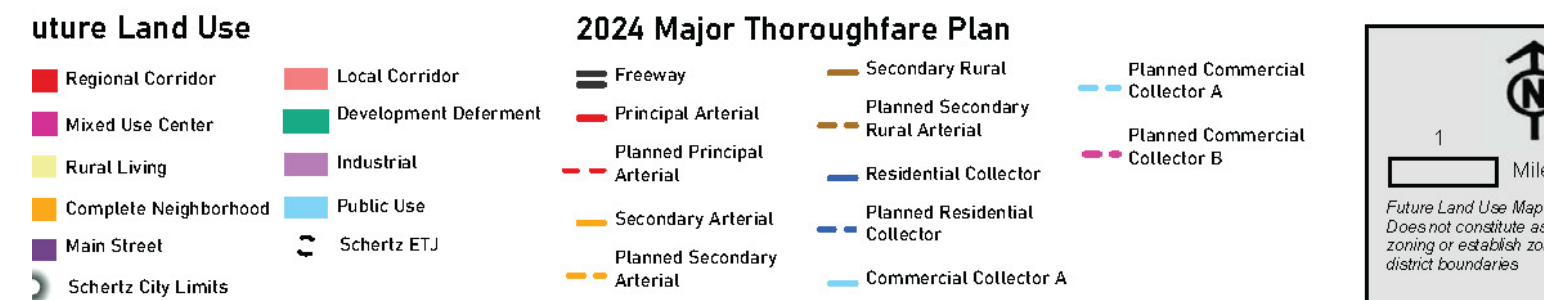 uture Land Use
Regional Corridor
Mixed Use Center
Rural Living
Complete Neighborhood
Main Street
Schertz City Limits
Local Corridor
Development Deferment
Industrial
Public Use
Schertz ETJ
2024 Major Thoroughfare Plan
Freeway
Principal Arterial
Planned Principal
Arterial
Secondary Arterial
Planned Secondary
Arterial
Secondary Rural
Planned Secondary
Rural Arterial
Residential Collector
Planned Residential
Collector
Commercial Collector A
Planned Commercial
Collector A
Planned Commercial
Collector B
N
1
Mile
Future Land Use Map
Does not constitute as
zoning or establish zo
district boundaries